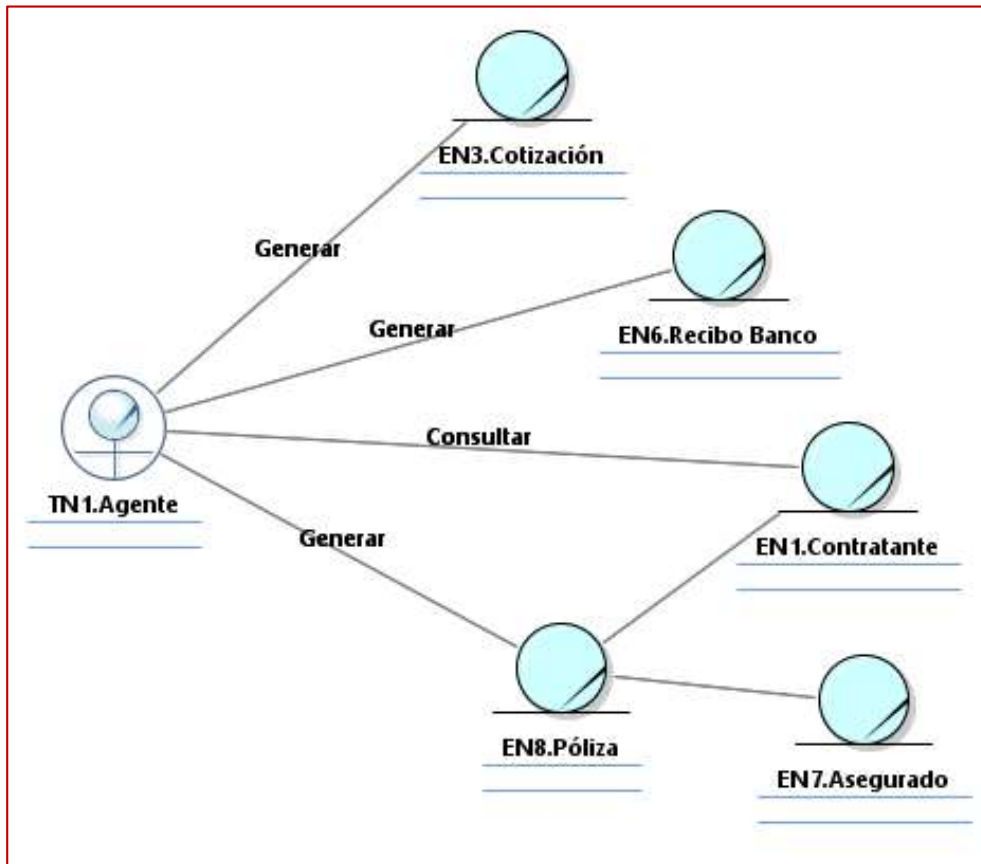 EN3.Cotización
Generar
EN6.Recibo Banco
Generar
Consultar
TN1.Agente
Generar
EN1.Contratante
EN8.Póliza
EN7.Asegurado